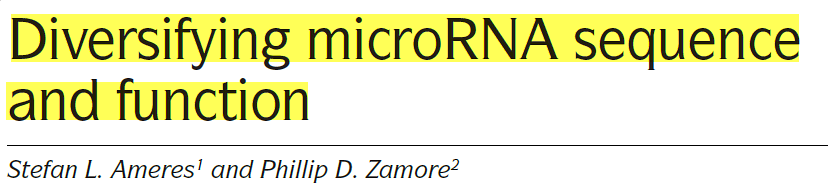 Diversifying microRNA sequence
and function
Stefan L. Ameres¹ and Phillip D. Zamore²